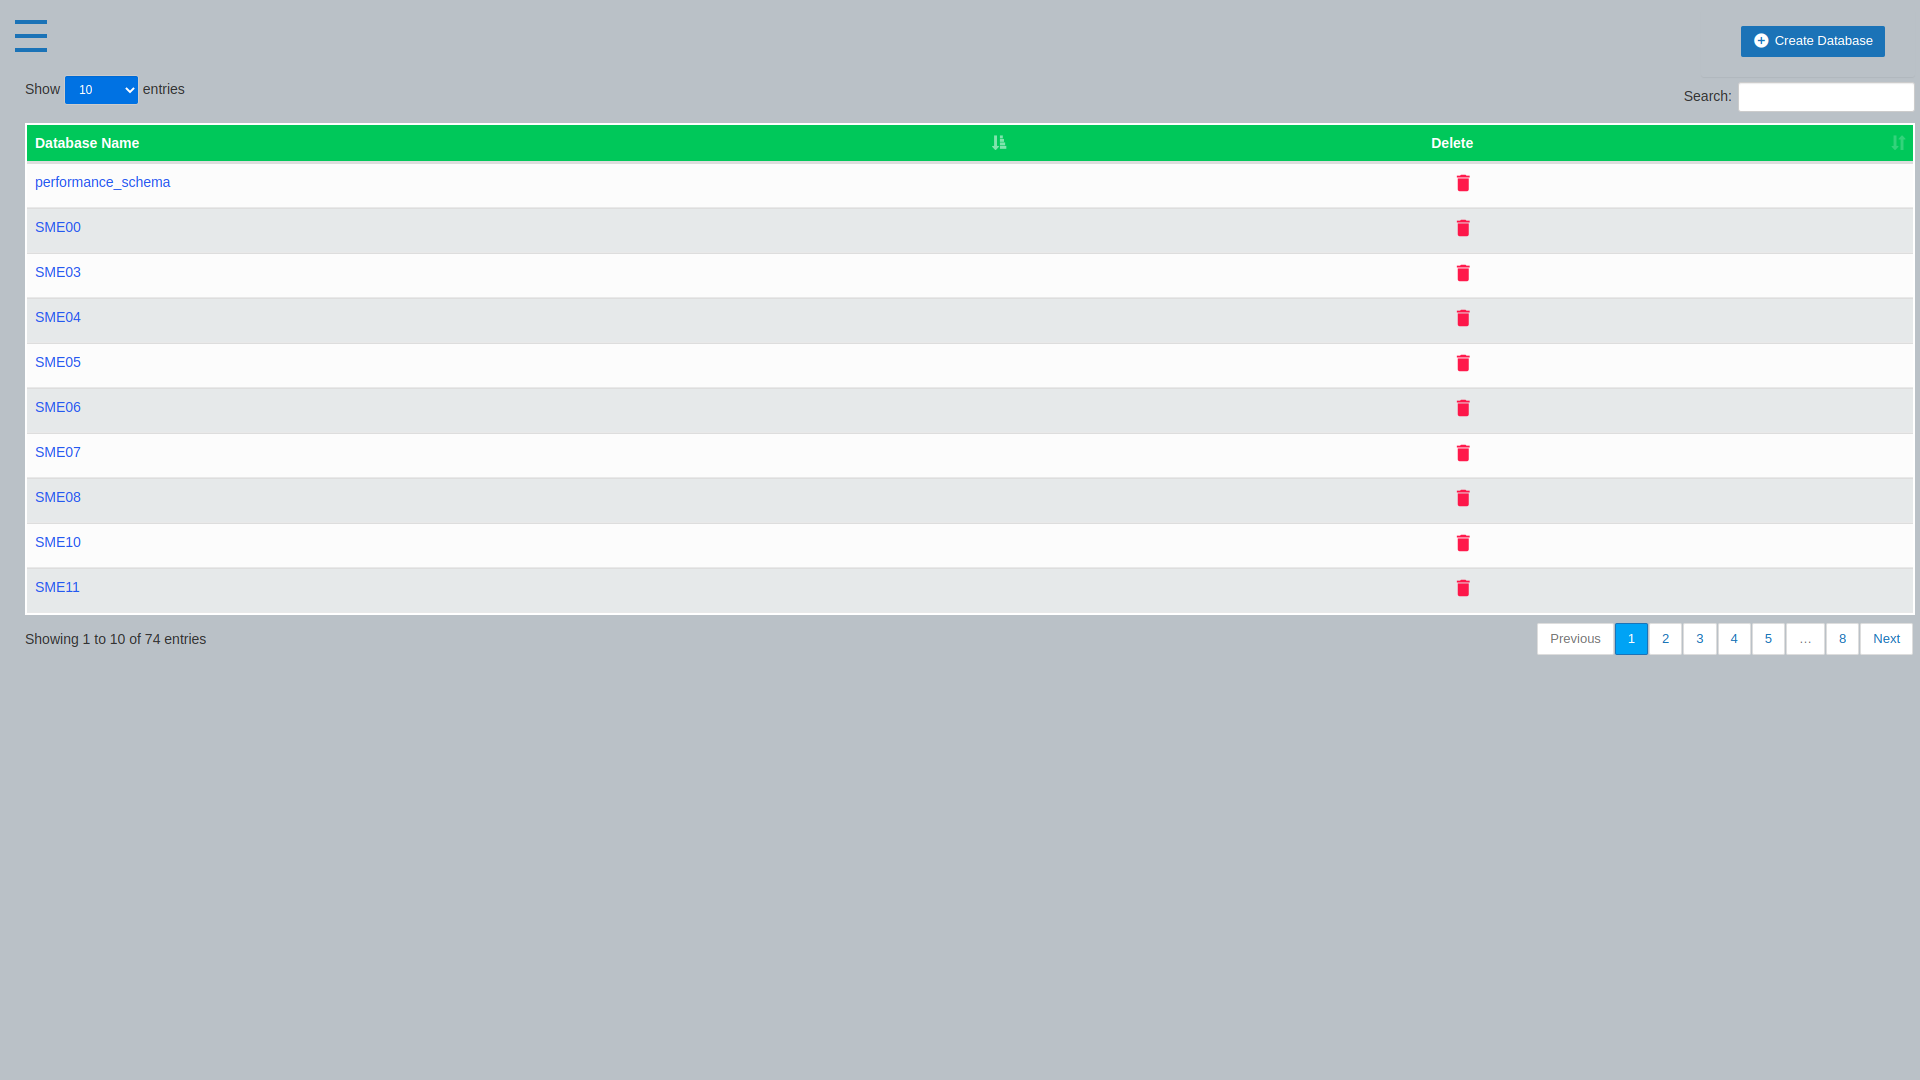 Create Database
Show 10 entries
Search:
Database Name Delete
performance_schema
SME00
SME03
SME04
SME05
SME06
SME07
SME08
SME10
SME11
Showing 1 to 10 of 74 entries
Previous 1 2 3 4 5 … 8 Next